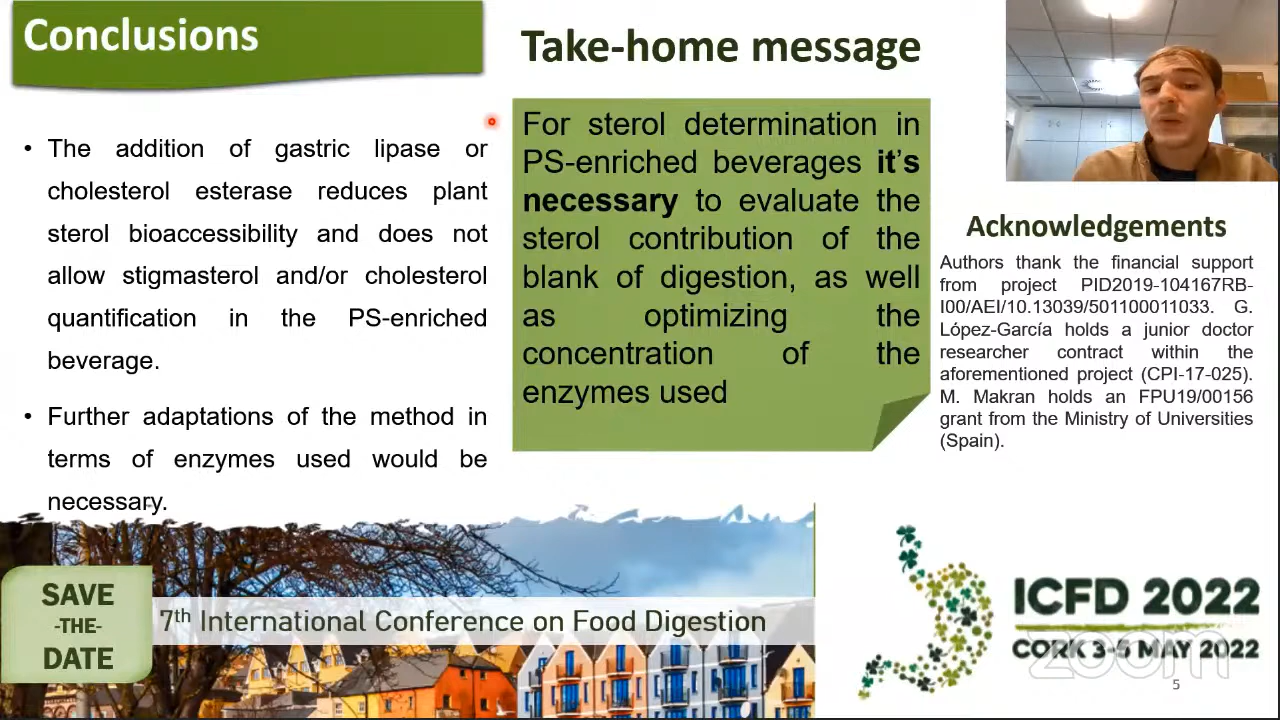 Conclusions
• The addition of gastric lipase or
cholesterol esterase reduces plant
sterol bioaccessibility and does not
allow stigmasterol and/or cholesterol
quantification in the PS-enriched
beverage.
• Further adaptations of the method in
terms of enzymes used would be
necessary.
Take-home message
For sterol determination in
PS-enriched beverages it's
necessary to evaluate the
sterol contribution of the
blank of digestion, as well
as optimizing the
concentration of the
enzymes used
Acknowledgements
Authors thank the financial support
from project PID2019-104167RB-
I00/AEI/10.13039/501100011033. G.
López-García holds a junior doctor
researcher contract within the
aforementioned project (CPI-17-025).
M. Makran holds an FPU19/00156
grant from the Ministry of Universities
(Spain).
SAVE
-THE-
DATE
7th International Conference on Food Digestion
ICFD 2022
CORK 3-5 MAY 2022
zoom
5